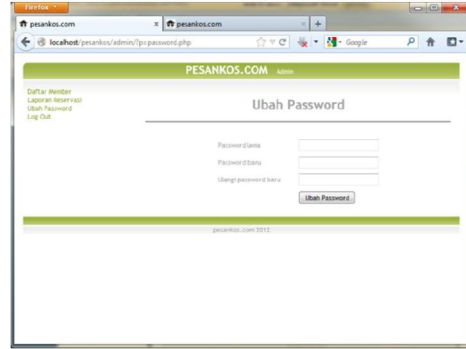 Firefox
pesankos.com
pesankos.com
localhost/pesankos/admin/?p=password.php
Google
PESANKOS.COM Admin
Daftar Member
Laporan Reservasi
Ubah Password
Log Out
Ubah Password
Password lama
Password baru
Ulangi password baru
Ubah Password
pesankos.com 2012